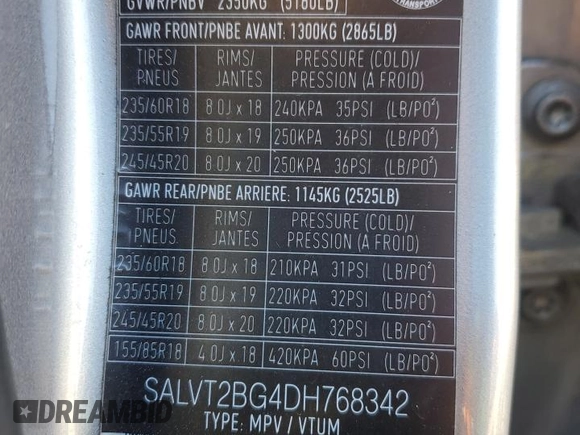 GVWR/PNBV 2350KG (5180LB)
TRANSPORT
GAWR FRONT/PNBE AVANT: 1300KG (2865LB)
TIRES/ RIMS/ PRESSURE (COLD)/
PNEUS JANTES PRESSION (A FROID)
235/60R18 8.0J x 18 240KPA 35PSI (LB/PO²)
235/55R19 8.0J x 19 250KPA 36PSI (LB/PO²)
245/45R20 8.0J x 20 250KPA 36PSI (LB/PO²)
GAWR REAR/PNBE ARRIERE: 1145KG (2525LB)
TIRES/ RIMS/ PRESSURE (COLD)/
PNEUS JANTES PRESSION (A FROID)
235/60R18 8.0J x 18 210KPA 31PSI (LB/PO²)
235/55R19 8.0J x 19 220KPA 32PSI (LB/PO²)
245/45R20 8.0J x 20 220KPA 32PSI (LB/PO²)
155/85R18 4.0J x 18 420KPA 60PSI (LB/PO²)
SALVT2BG4DH768342
TYPE: MPV / VTUM
DREAMBID